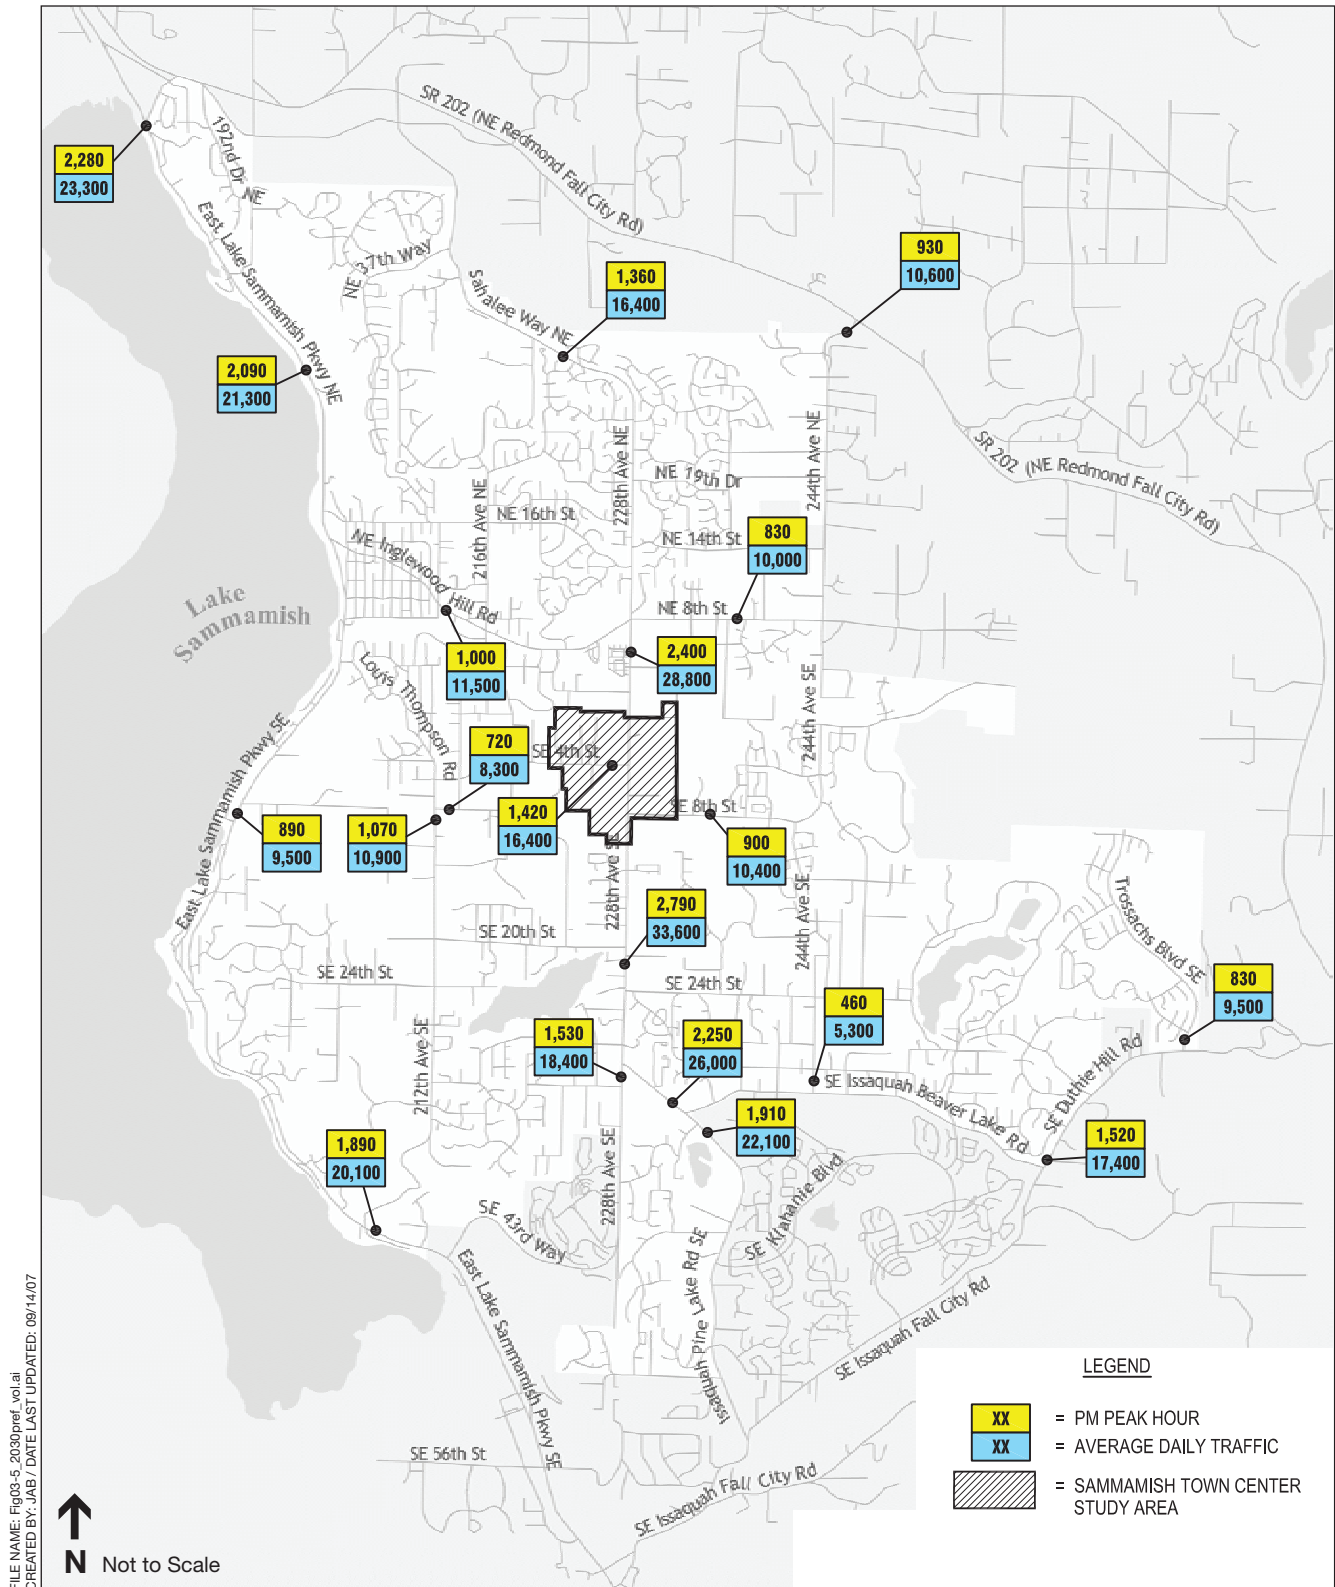 SR 202 (NE Redmond Fall City Rd)
192nd Dr NE
2,280
23,300
East Lake Sammamish Pkwy NE
NE 37th Way
Sahalee Way NE
1,360
16,400
930
10,600
2,090
21,300
228th Ave NE
244th Ave NE
SR 202 (NE Redmond Fall City Rd)
NE 19th Dr
216th Ave NE
NE 16th St
NE 14th St
830
10,000
NE Inglewood Hill Rd
NE 8th St
Lake
Sammamish
1,000
11,500
2,400
28,800
Louis Thompson Rd
244th Ave SE
East Lake Sammamish Pkwy SE
720
8,300
SE 4th St
SE 8th St
1,420
16,400
890
9,500
1,070
10,900
900
10,400
228th Ave SE
244th Ave SE
Trossachs Blvd SE
2,790
33,600
SE 20th St
SE 24th St
SE 24th St
830
9,500
460
5,300
1,530
18,400
2,250
26,000
212th Ave SE
SE Issaquah Beaver Lake Rd
SE Duthie Hill Rd
1,910
22,100
1,520
17,400
1,890
20,100
228th Ave SE
SE Klahanie Blvd
SE 43rd Way
East Lake Sammamish Pkwy SE
Issaquah Pine Lake Rd SE
SE Issaquah Fall City Rd
SE 56th St
SE Issaquah Fall City Rd
LEGEND
XX = PM PEAK HOUR
XX = AVERAGE DAILY TRAFFIC
= SAMMAMISH TOWN CENTER
STUDY AREA
N Not to Scale
FILE NAME: Fig03-5_2030pref_vol.ai
CREATED BY: JAB / DATE LAST UPDATED: 09/14/07